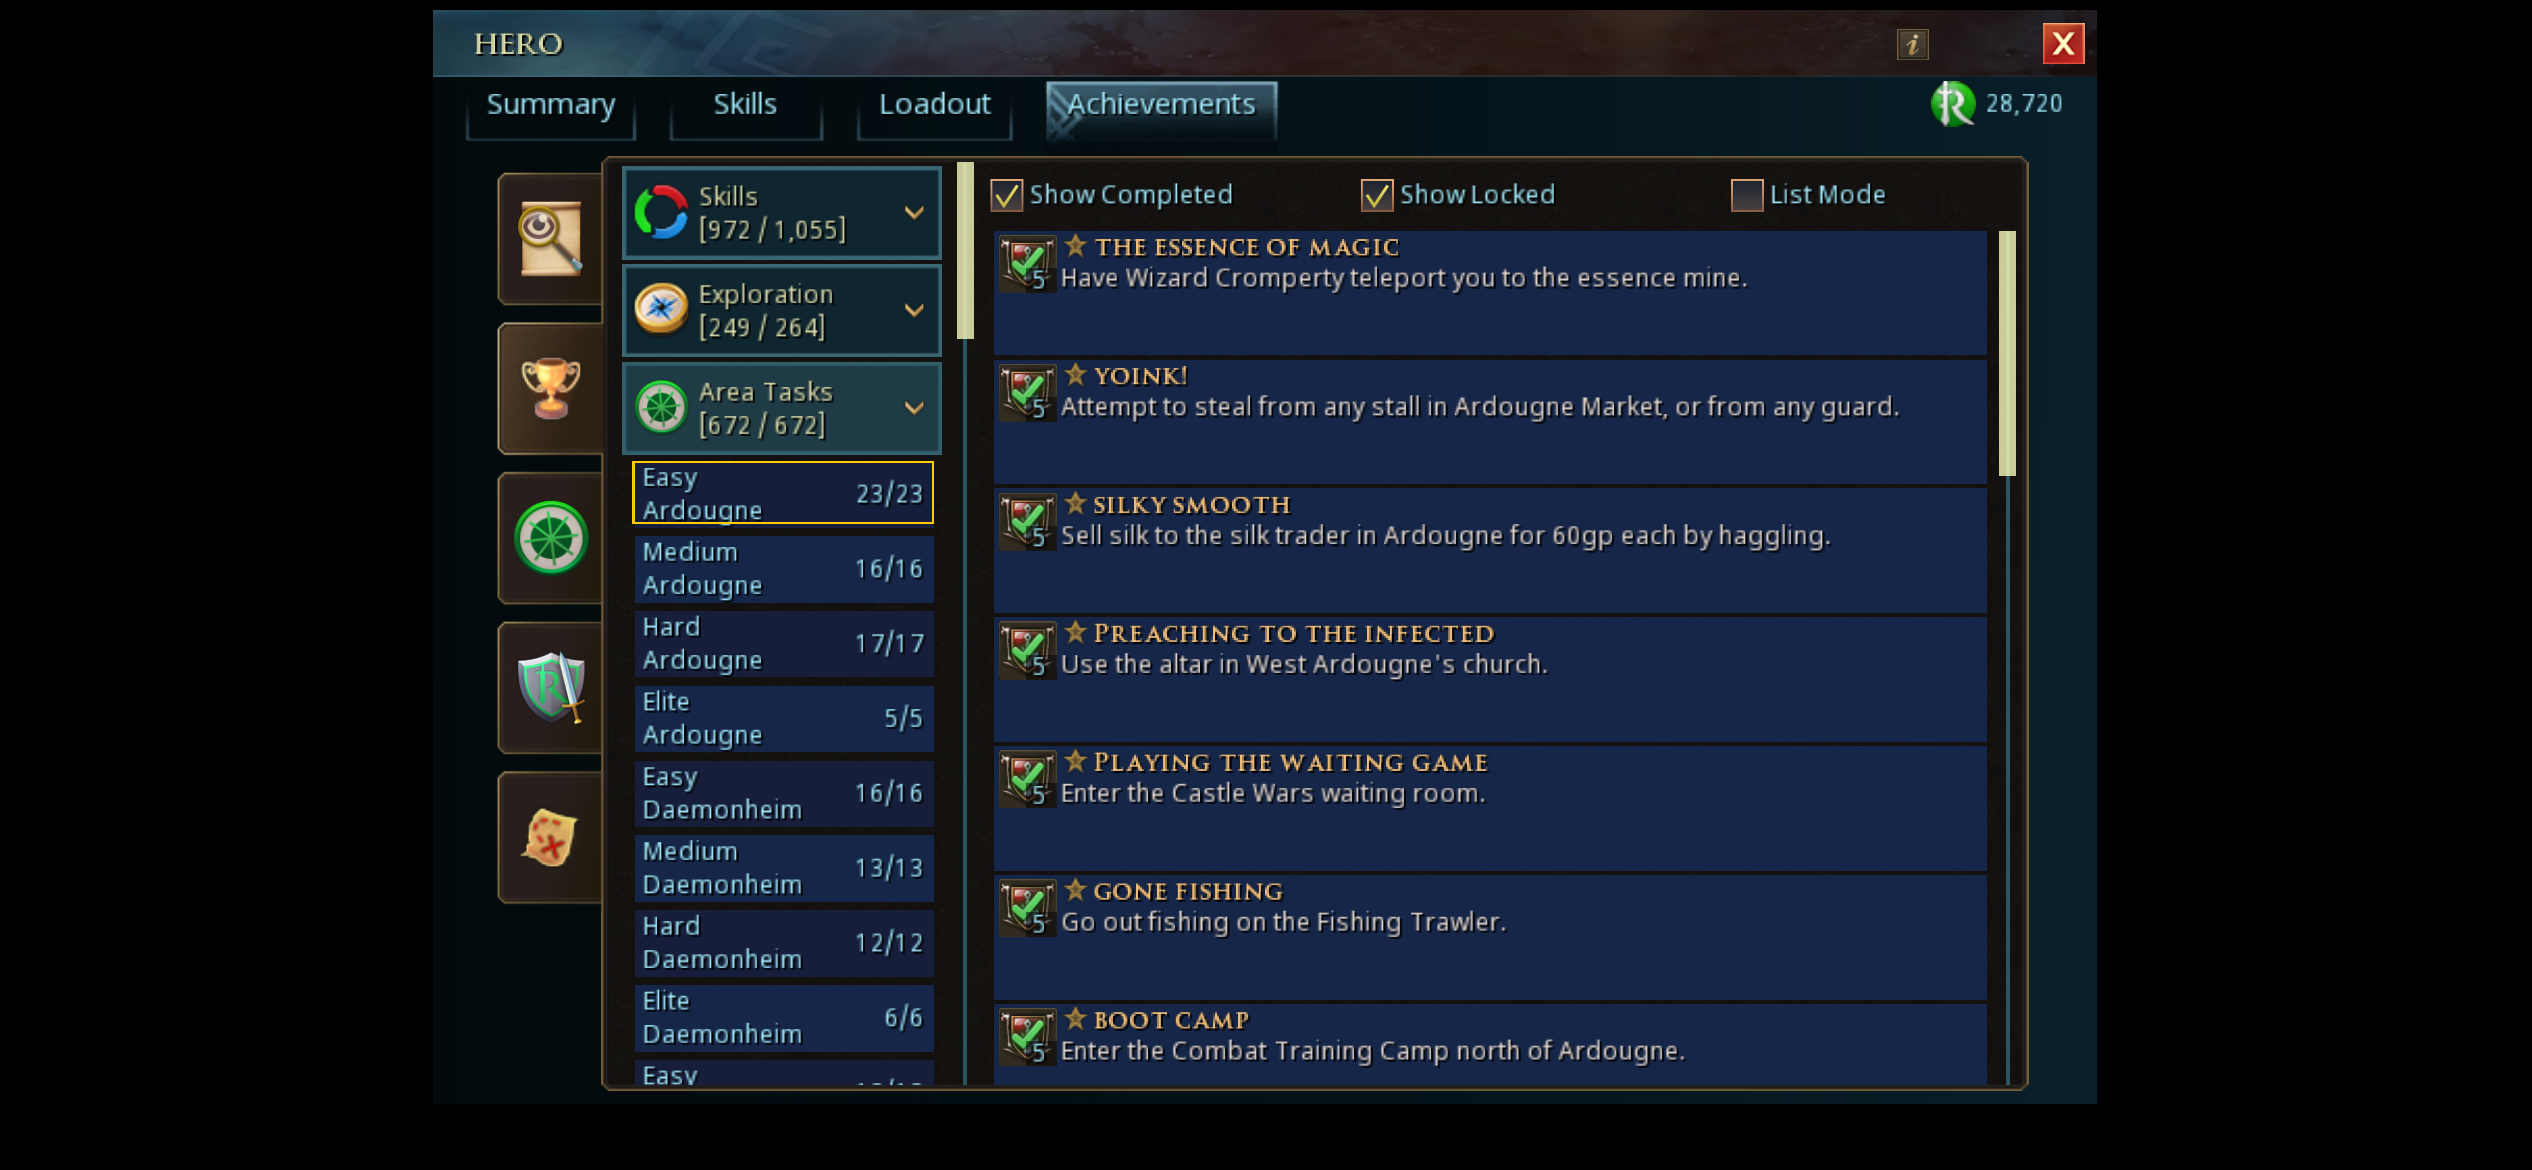 HERO
i
X
Summary
Skills
Loadout
Achievements
28,720
Skills
[972 / 1,055]
Exploration
[249 / 264]
Area Tasks
[672 / 672]
Easy
Ardougne
23/23
Medium
Ardougne
16/16
Hard
Ardougne
17/17
Elite
Ardougne
5/5
Easy
Daemonheim
16/16
Medium
Daemonheim
13/13
Hard
Daemonheim
12/12
Elite
Daemonheim
6/6
Easy
Show Completed
Show Locked
List Mode
THE ESSENCE OF MAGIC
5
Have Wizard Cromperty teleport you to the essence mine.
YOINK!
5
Attempt to steal from any stall in Ardougne Market, or from any guard.
SILKY SMOOTH
5
Sell silk to the silk trader in Ardougne for 60gp each by haggling.
PREACHING TO THE INFECTED
5
Use the altar in West Ardougne's church.
PLAYING THE WAITING GAME
5
Enter the Castle Wars waiting room.
GONE FISHING
5
Go out fishing on the Fishing Trawler.
BOOT CAMP
5
Enter the Combat Training Camp north of Ardougne.